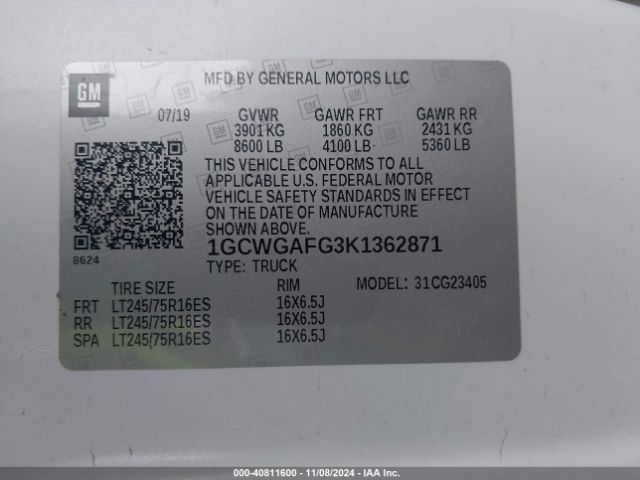 MFD BY GENERAL MOTORS LLC
GM
07/19 GVWR GAWR FRT GAWR RR
3901 KG 1860 KG 2431 KG
8600 LB 4100 LB 5360 LB
THIS VEHICLE CONFORMS TO ALL
APPLICABLE U.S. FEDERAL MOTOR
VEHICLE SAFETY STANDARDS IN EFFECT
ON THE DATE OF MANUFACTURE
SHOWN ABOVE.
8624
1GCWGAFG3K1362871
TYPE: TRUCK
TIRE SIZE RIM MODEL: 31CG23405
FRT LT245/75R16ES 16X6.5J
RR LT245/75R16ES 16X6.5J
SPA LT245/75R16ES 16X6.5J
000-40811600 - 11/08/2024 - IAA Inc.